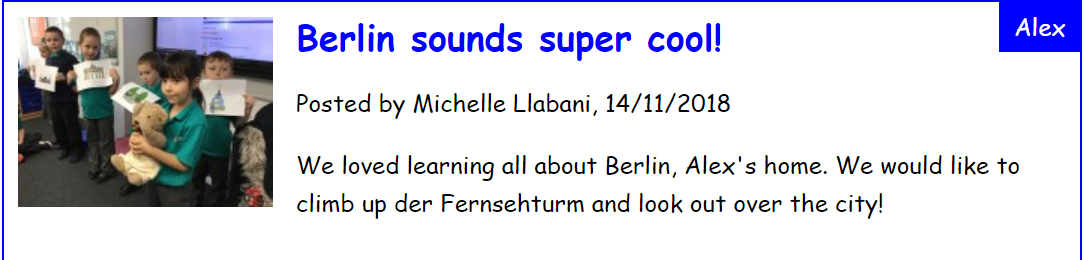 Alex
Berlin sounds super cool!
Posted by Michelle Llabani, 14/11/2018
We loved learning all about Berlin, Alex's home. We would like to
climb up der Fernsehturm and look out over the city!